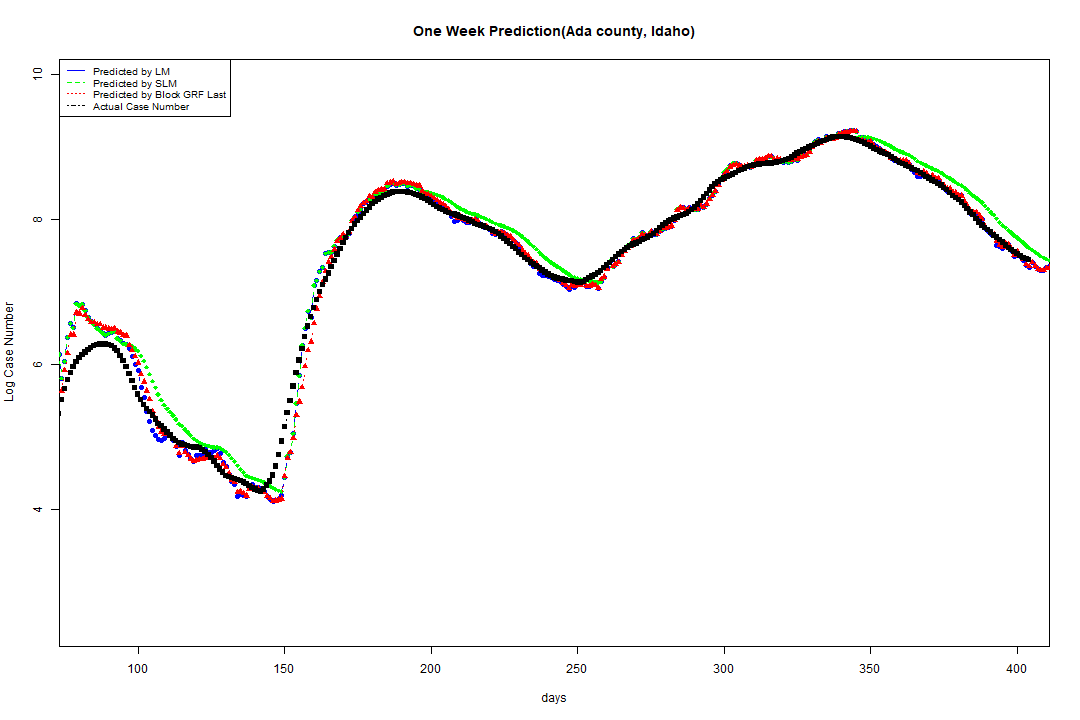 One Week Prediction(Ada county, Idaho)
Predicted by LM
Predicted by SLM
Predicted by Block GRF Last
Actual Case Number
10
8
6
4
Log Case Number
100 150 200 250 300 350 400
days